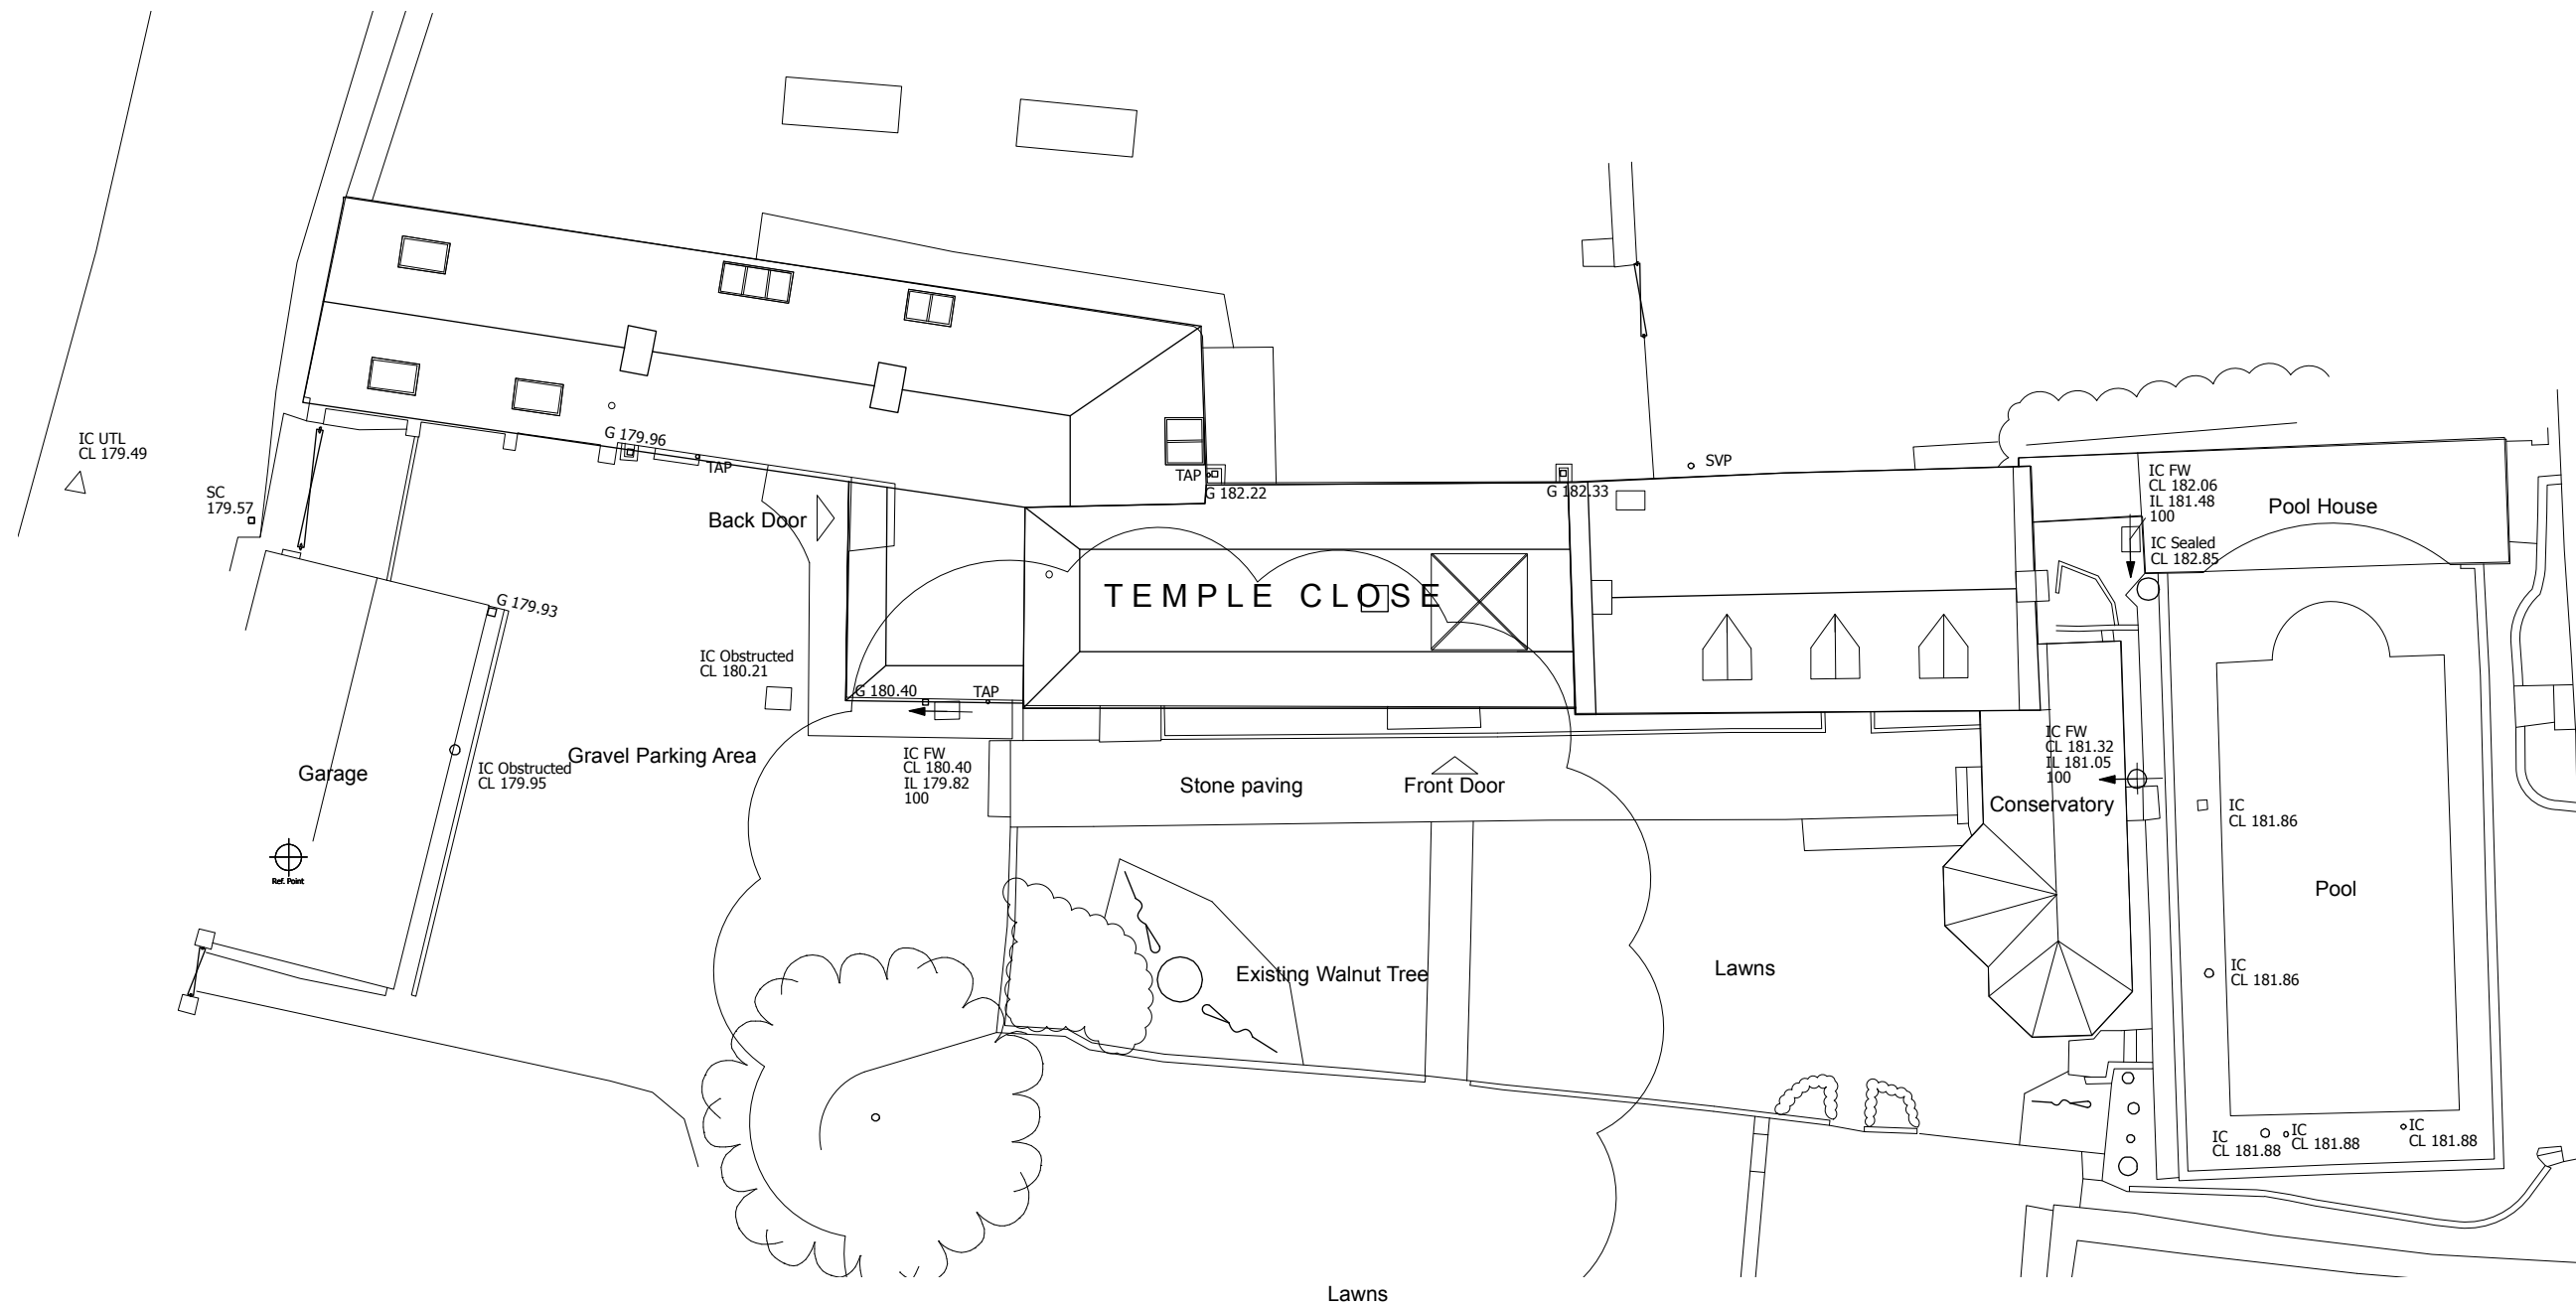 IC UTL
CL 179.49
SC
179.57
G 179.96
TAP
TAP
G 182.22
G 182.33
SVP
IC FW
CL 182.06
IL 181.48
100
IC Sealed
CL 182.85
Pool House
Back Door
TEMPLE CLOSE
G 179.93
IC Obstructed
CL 180.21
G 180.40
TAP
Gravel Parking Area
Garage
IC Obstructed
CL 179.95
IC FW
CL 180.40
IL 179.82
100
Stone paving
Front Door
IC FW
CL 181.32
IL 181.05
100
Conservatory
IC
CL 181.86
Ref. Point
Pool
Existing Walnut Tree
Lawns
IC
CL 181.86
IC
CL 181.88
IC
CL 181.88
IC
CL 181.88
Lawns